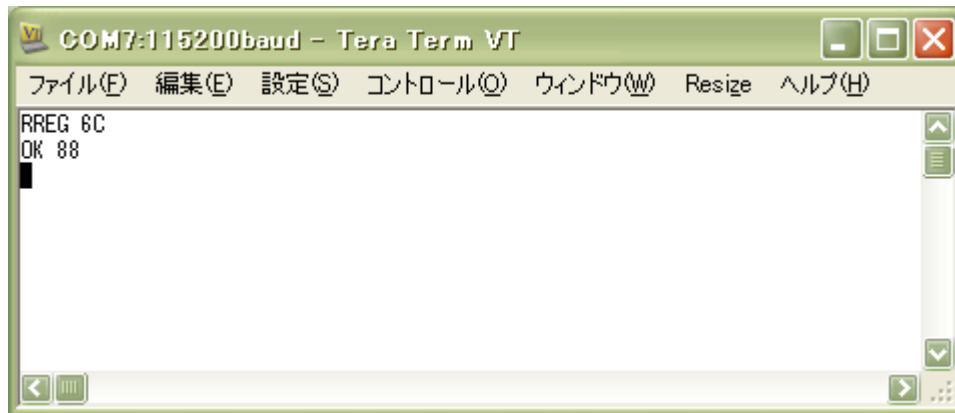 COM7:115200baud - Tera Term VT
ファイル(F) 編集(E) 設定(S) コントロール(O) ウィンドウ(W) Resize ヘルプ(H)
RREG 6C
OK 88